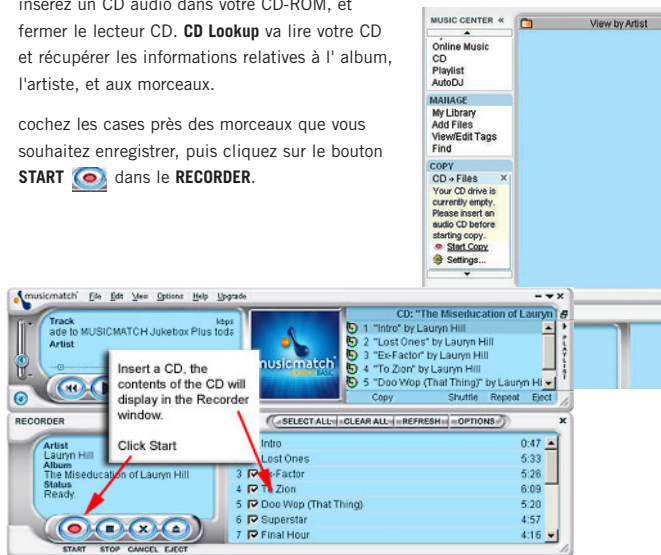 insérez un CD audio dans votre CD-ROM, et
fermer le lecteur CD. CD Lookup va lire votre CD
et récupérer les informations relatives à l' album,
l'artiste, et aux morceaux.
cochez les cases près des morceaux que vous
souhaitez enregistrer, puis cliquez sur le bouton
START dans le RECORDER.
MUSIC CENTER «
View by Artist
Online Music
CD
Playlist
AutoDJ
MANAGE
My Library
Add Files
View/Edit Tags
Find
COPY
CD → Files X
Your CD drive is
currently empty.
Please insert an
audio CD before
starting copy.
Start Copy
Settings...
musicmatch File Edit View Options Help Upgrade
Track kbps
ade to MUSICMATCH Jukebox Plus toda
Artist
musicmatch
CD: "The Miseducation of Lauryn
1 "Intro" by Lauryn Hill
2 "Lost Ones" by Lauryn Hill
3 "Ex-Factor" by Lauryn Hill
4 "To Zion" by Lauryn Hill
5 "Doo Wop (That Thing)" by Lauryn Hi
PLAYLIST
Copy Shuffle Repeat Eject
Insert a CD, the
contents of the CD will
display in the Recorder
window.
Click Start
RECORDER
SELECT ALL CLEAR ALL REFRESH OPTIONS X
Artist
Lauryn Hill
Album
The Miseducation of Lauryn Hill
Status
Ready.
Intro 0:47
Lost Ones 5:33
3 Ex-Factor 5:26
4 To Zion 6:09
5 Doo Wop (That Thing) 5:20
6 Superstar 4:57
7 Final Hour 4:16
START STOP CANCEL EJECT